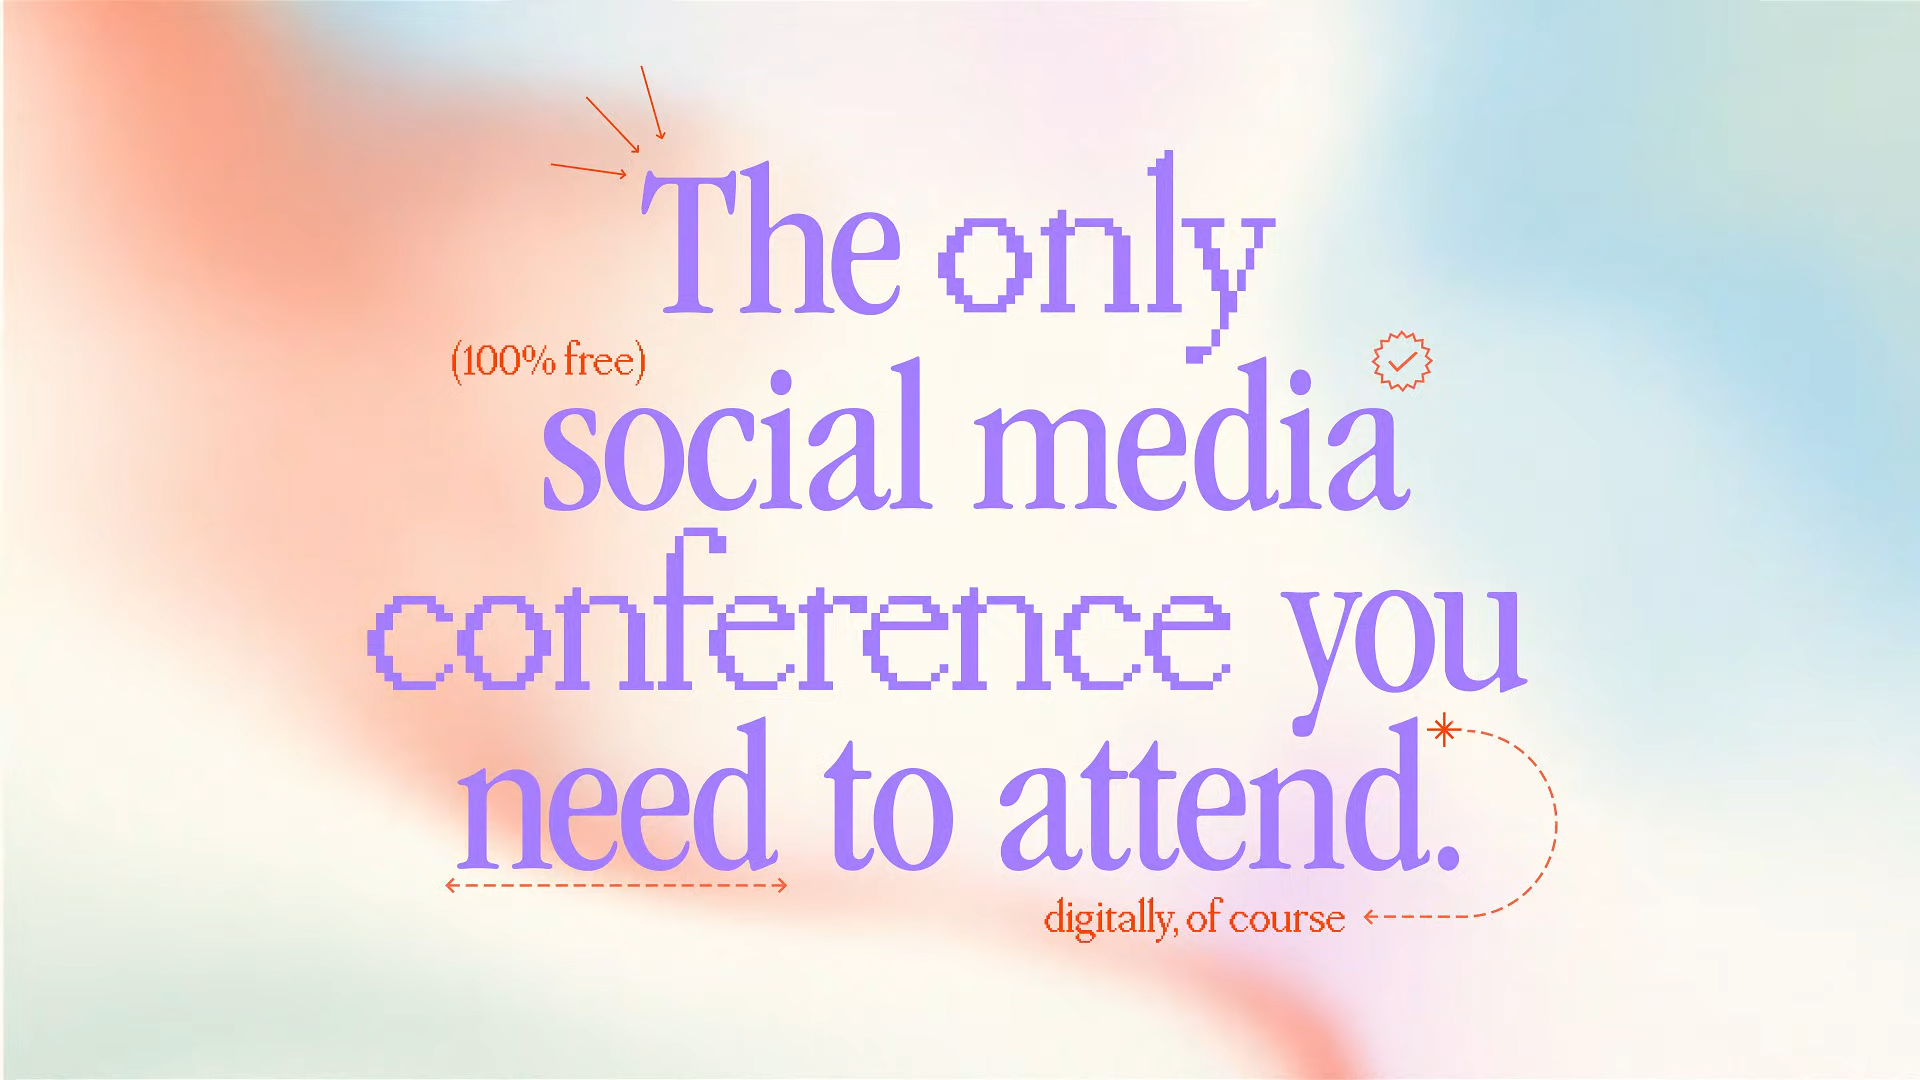 The only
(100% free)
social media
conference you
need to attend.
digitally, of course